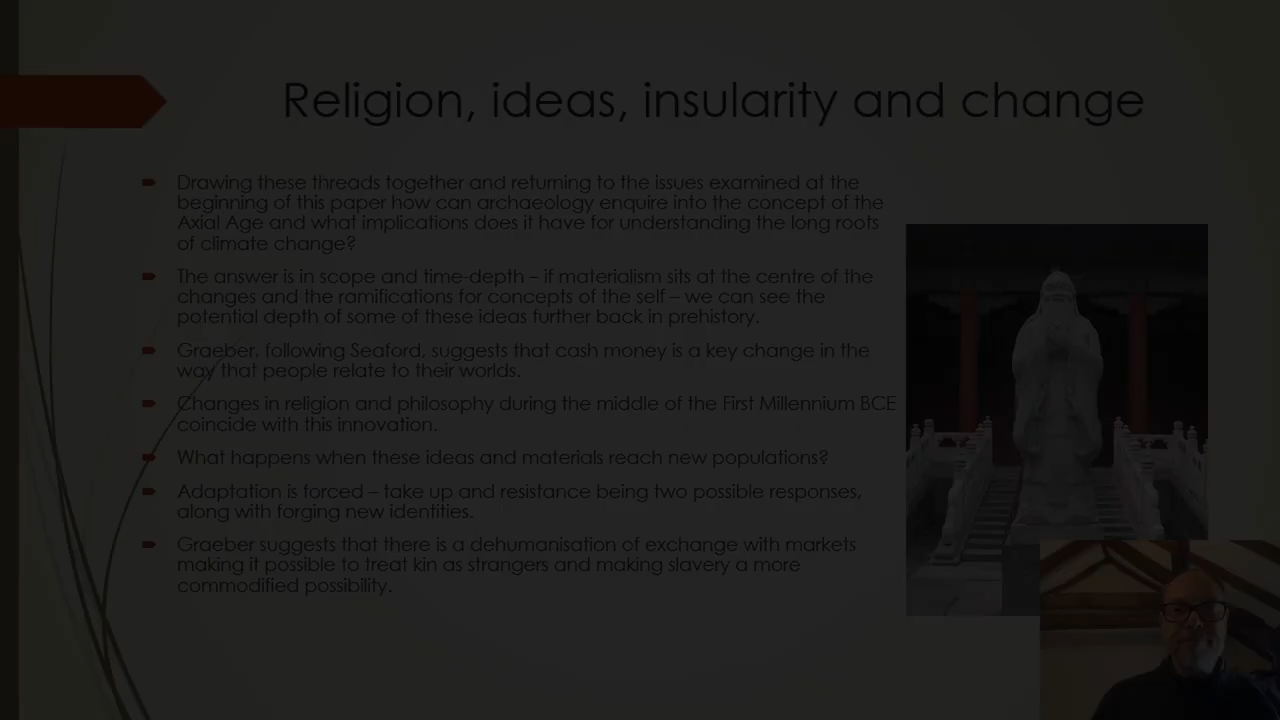 Religion, ideas, insularity and change
Drawing these threads together and returning to the issues examined at the
beginning of this paper how can archaeology enquire into the concept of the
Axial Age and what implications does it have for understanding the long roots
of climate change?
The answer is in scope and time-depth – if materialism sits at the centre of the
changes and the ramifications for concepts of the self – we can see the
potential depth of some of these ideas further back in prehistory.
Graeber, following Seaford, suggests that cash money is a key change in the
way that people relate to their worlds.
Changes in religion and philosophy during the middle of the First Millennium BCE
coincide with this innovation.
What happens when these ideas and materials reach new populations?
Adaptation is forced – take up and resistance being two possible responses,
along with forging new identities.
Graeber suggests that there is a dehumanisation of exchange with markets
making it possible to treat kin as strangers and making slavery a more
commodified possibility.